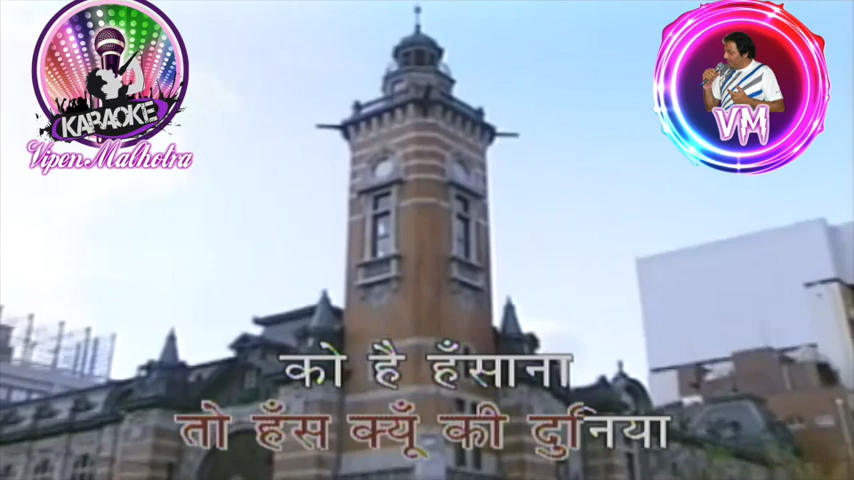 KARAOKE
Vipen Malhotra
VM
को है हँसाना
तो हँस क्यूँ की दुनिया